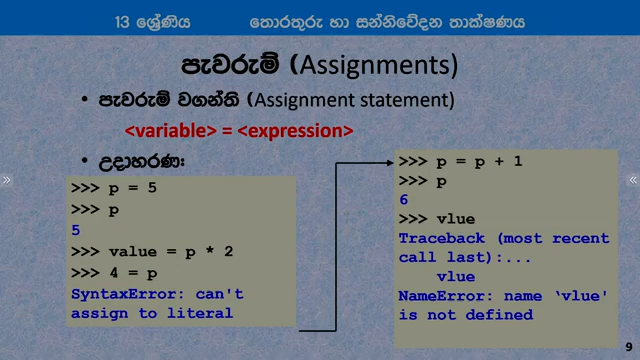 13 ශ්‍රේණිය තොරතුරු හා සන්නිවේදන තාක්ෂණය
පැවරුම් (Assignments)
• පැවරුම් වගන්ති (Assignment statement)
<variable> = <expression>
• උදාහරණ:
>>> p = 5
>>> p
5
>>> value = p * 2
>>> 4 = p
SyntaxError: can't
assign to literal
>>> p = p + 1
>>> p
6
>>> vlue
Traceback (most recent
call last):...
vlue
NameError: name ‘vlue'
is not defined
9